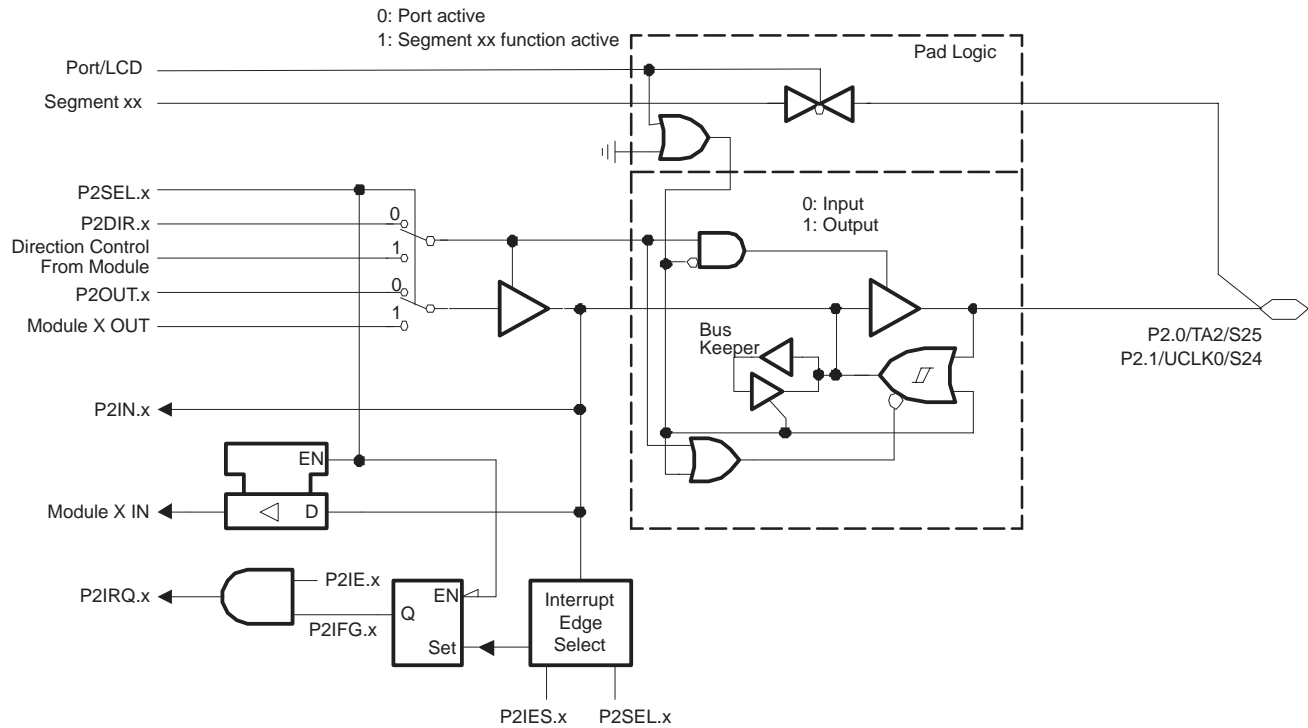 0: Port active
1: Segment xx function active
Pad Logic
Port/LCD
Segment xx
P2SEL.x
0: Input
1: Output
0
P2DIR.x
1
Direction Control
From Module
0
P2OUT.x
1
Module X OUT
Bus
Keeper
P2.0/TA2/S25
P2.1/UCLK0/S24
P2IN.x
EN
Module X IN
D
P2IE.x
P2IRQ.x
EN
Q
P2IFG.x
Set
Interrupt
Edge
Select
P2IES.x
P2SEL.x